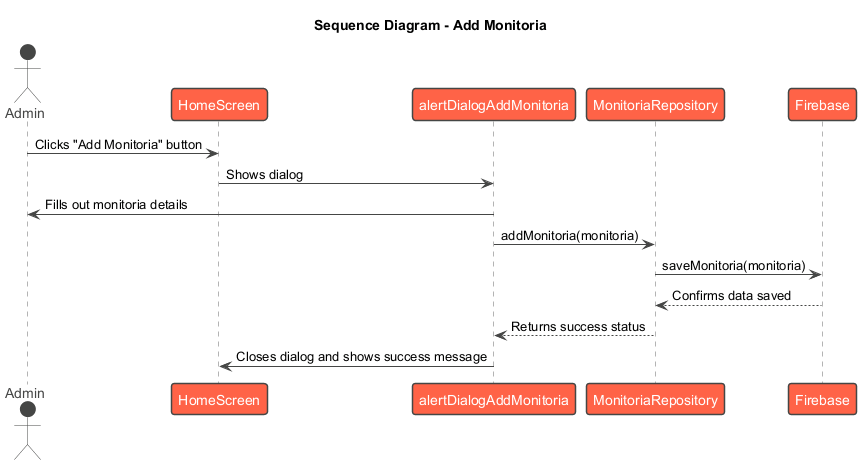 Sequence Diagram - Add Monitoria
Admin
HomeScreen
alertDialogAddMonitoria
MonitoriaRepository
Firebase
Clicks "Add Monitoria" button
Shows dialog
Fills out monitoria details
addMonitoria(monitoria)
saveMonitoria(monitoria)
Confirms data saved
Returns success status
Closes dialog and shows success message
Admin
HomeScreen
alertDialogAddMonitoria
MonitoriaRepository
Firebase